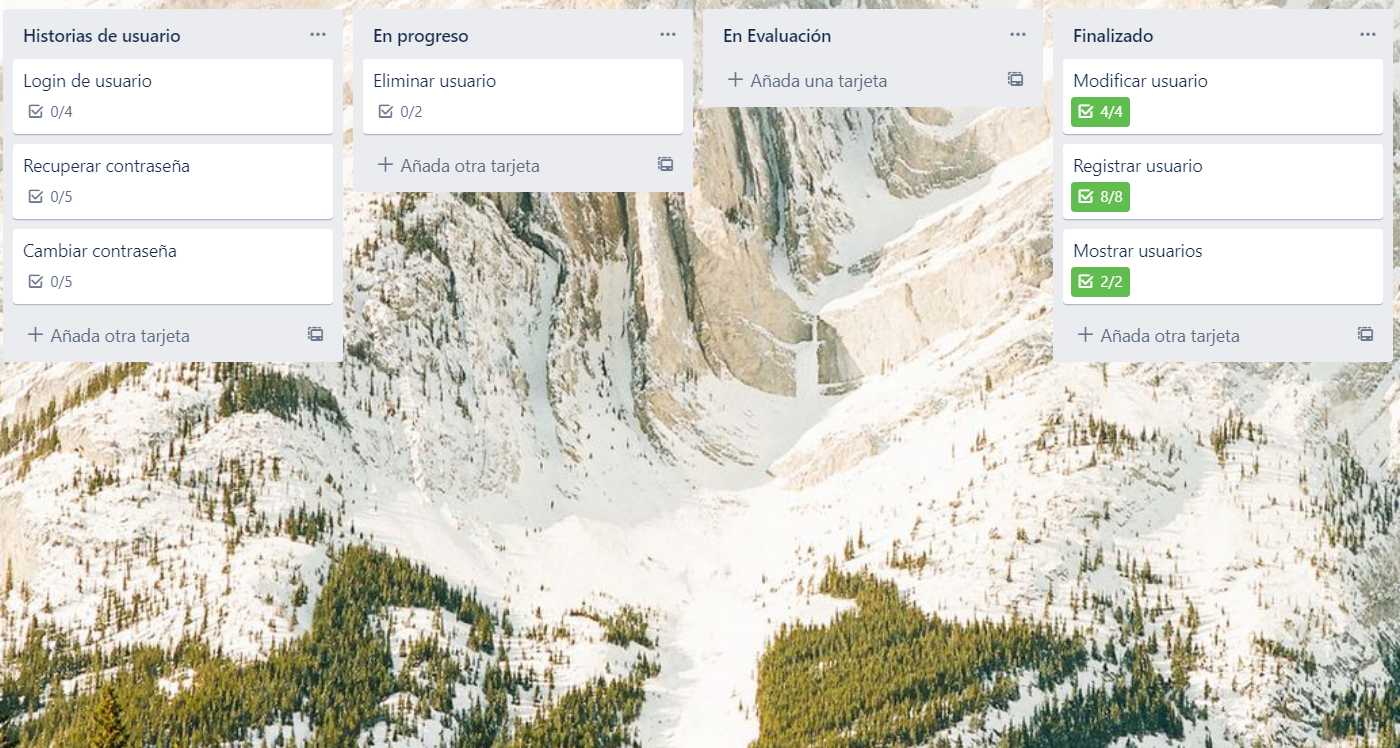 Historias de usuario
Login de usuario
0/4
Recuperar contraseña
0/5
Cambiar contraseña
0/5
Añada otra tarjeta
En progreso
Eliminar usuario
0/2
Añada otra tarjeta
En Evaluación
Añada una tarjeta
Finalizado
Modificar usuario
4/4
Registrar usuario
8/8
Mostrar usuarios
2/2
Añada otra tarjeta